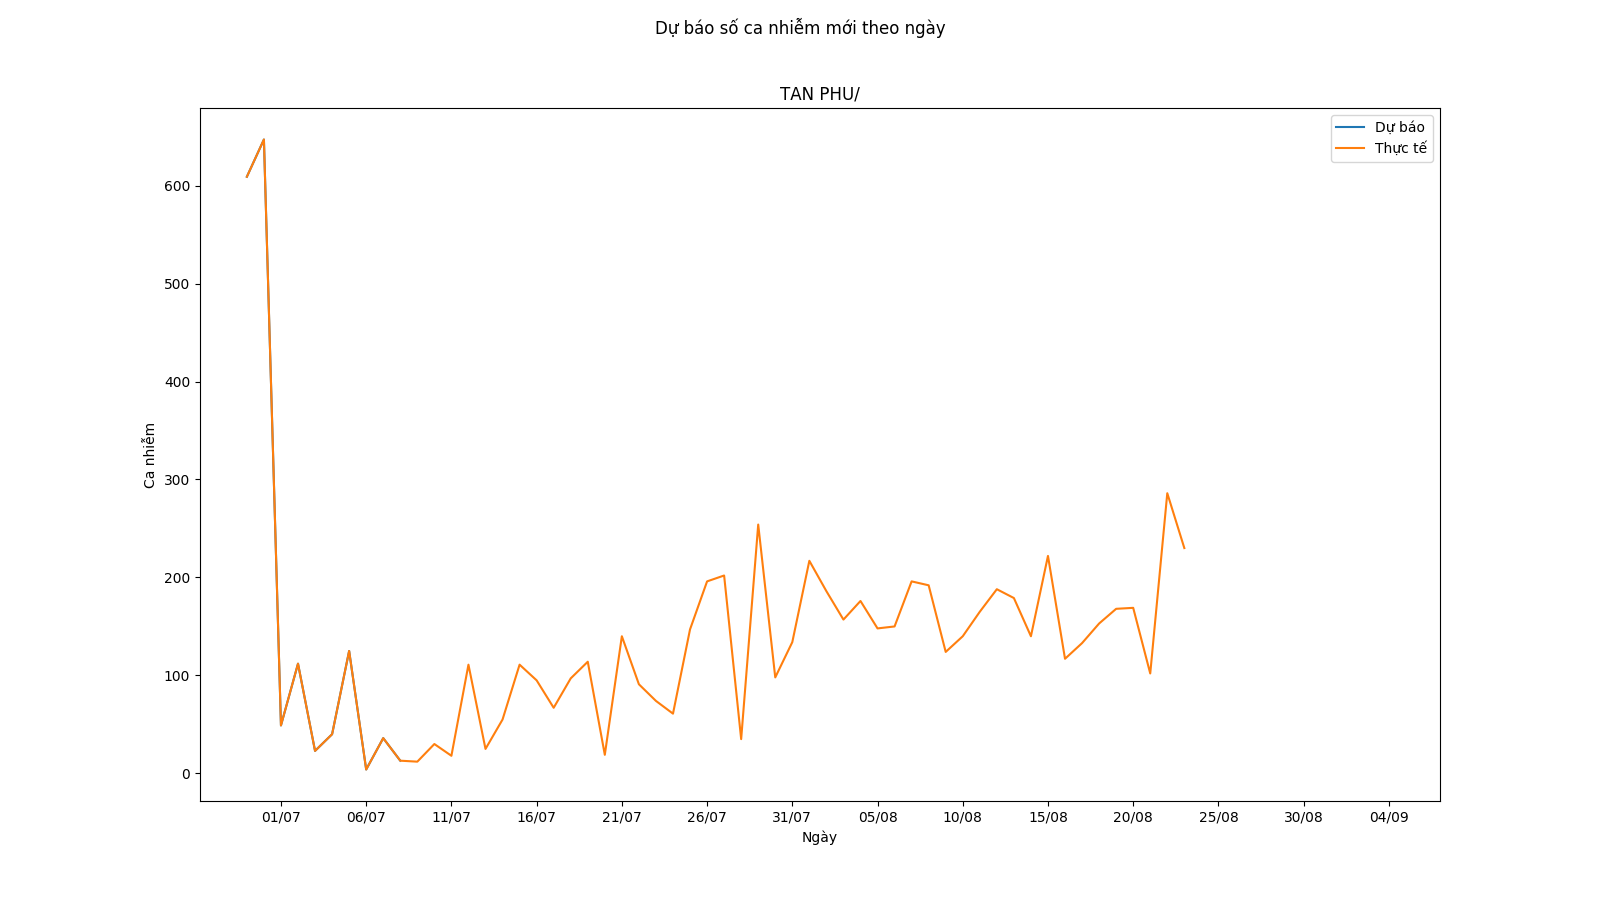 Dự báo số ca nhiễm mới theo ngày
TAN PHU/
Dự báo
Thực tế
600
500
400
300
200
100
0
Ca nhiễm
01/07 06/07 11/07 16/07 21/07 26/07 31/07 05/08 10/08 15/08 20/08 25/08 30/08 04/09
Ngày